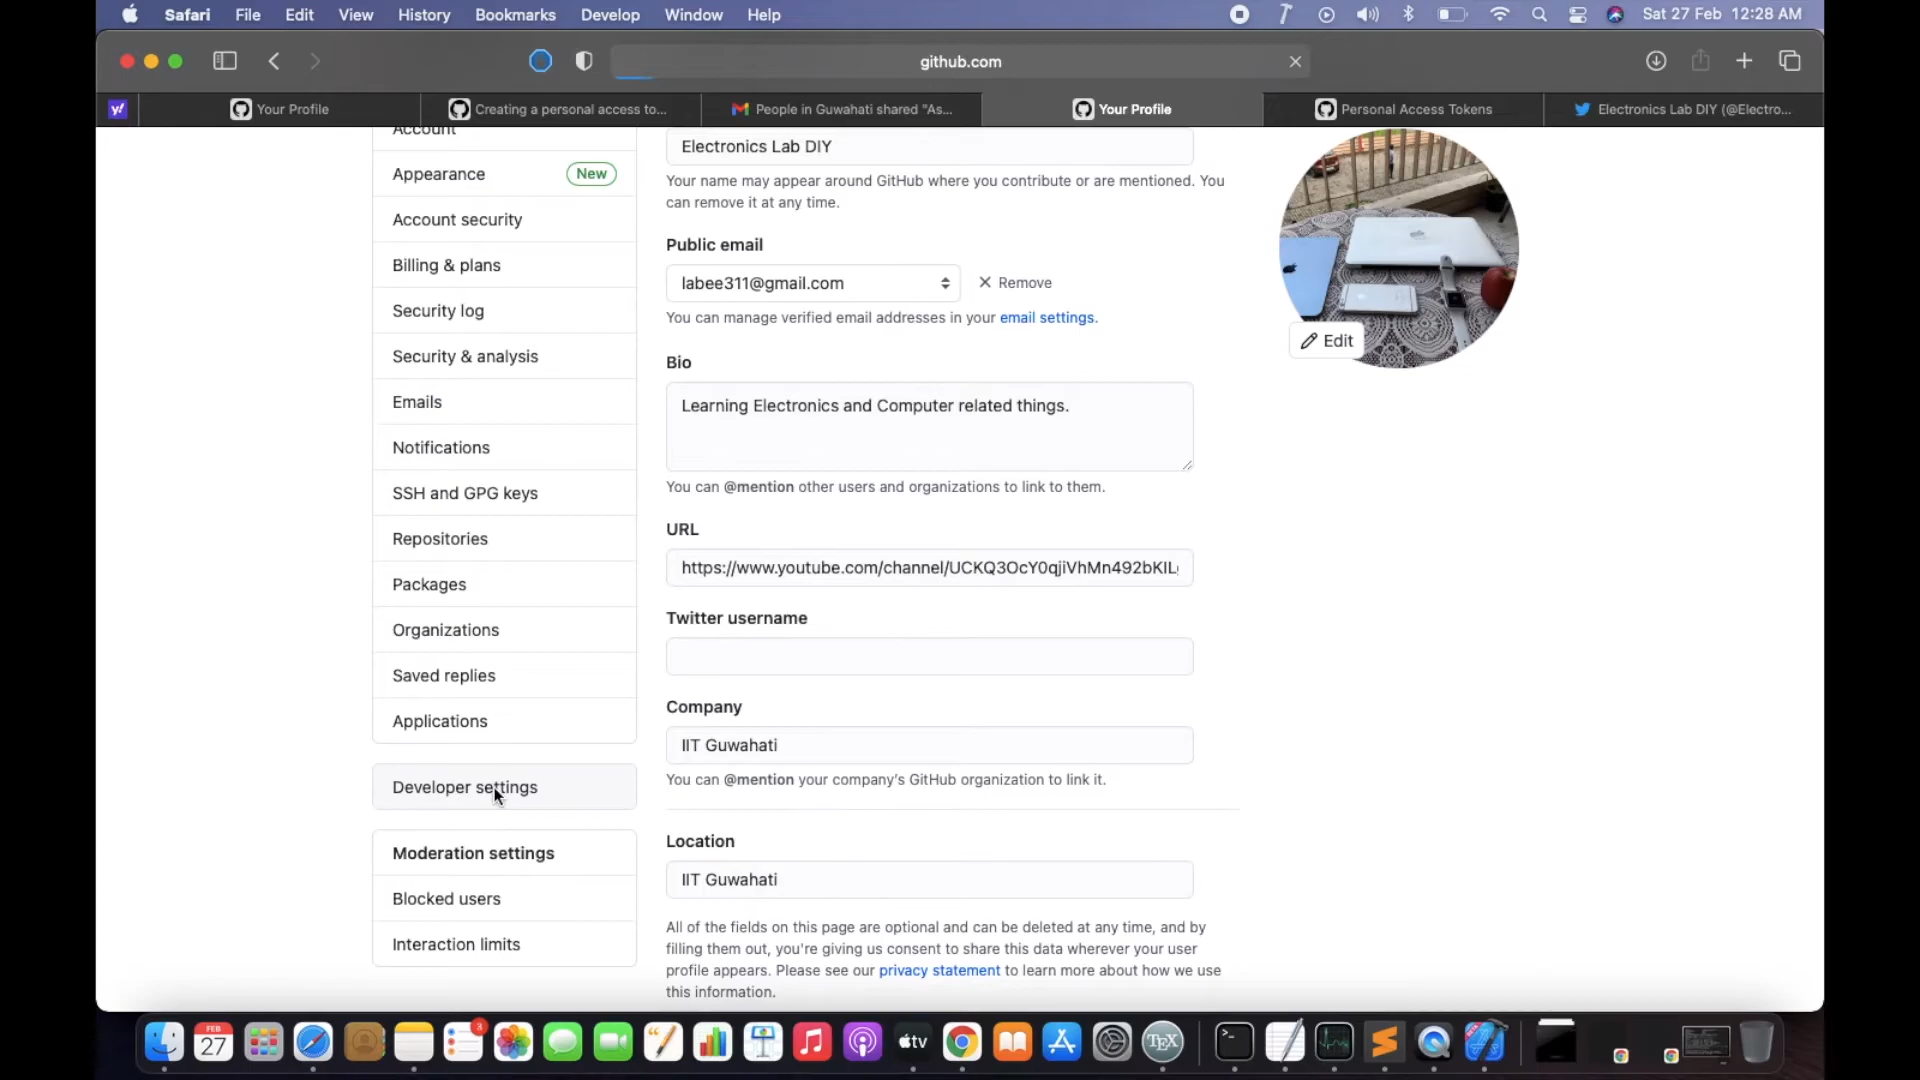 Safari File Edit View History Bookmarks Develop Window Help Sat 27 Feb 12:28 AM
github.com
y! Your Profile Creating a personal access to... People in Guwahati shared "As... Your Profile Personal Access Tokens Electronics Lab DIY (@Electro...
Account
Appearance New
Account security
Billing & plans
Security log
Security & analysis
Emails
Notifications
SSH and GPG keys
Repositories
Packages
Organizations
Saved replies
Applications
Developer settings
Moderation settings
Blocked users
Interaction limits
Electronics Lab DIY
Your name may appear around GitHub where you contribute or are mentioned. You
can remove it at any time.
Public email
labee311@gmail.com Remove
You can manage verified email addresses in your email settings.
Bio
Learning Electronics and Computer related things.
You can @mention other users and organizations to link to them.
URL
https://www.youtube.com/channel/UCKQ3OcY0qjiVhMn492bKIL
Twitter username
Company
IIT Guwahati
You can @mention your company's GitHub organization to link it.
Location
IIT Guwahati
All of the fields on this page are optional and can be deleted at any time, and by
filling them out, you're giving us consent to share this data wherever your user
profile appears. Please see our privacy statement to learn more about how we use
this information.
Edit
FEB
27
3
tv
TEX